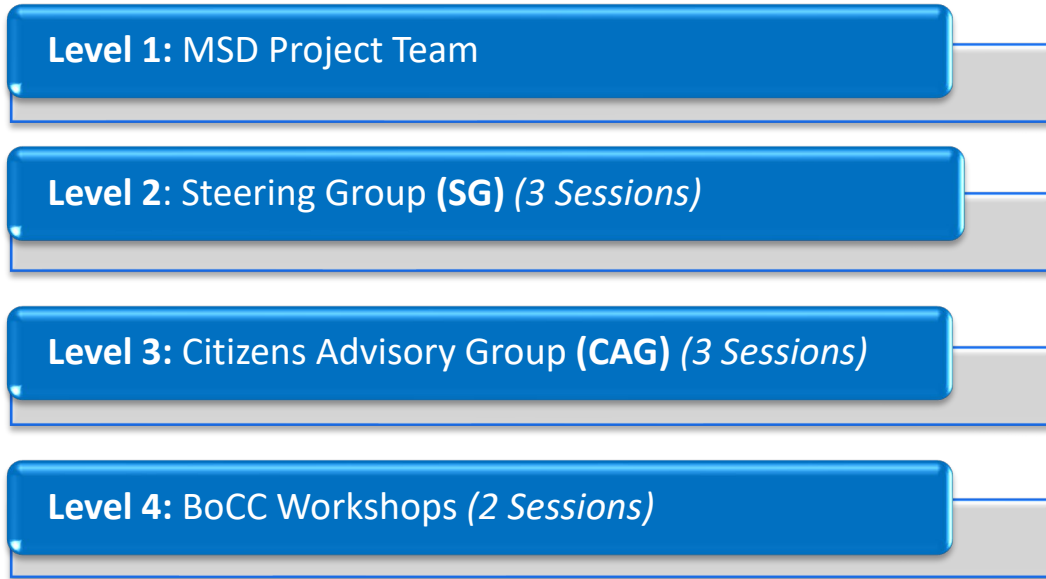 Level 1: MSD Project Team
Level 2: Steering Group (SG) (3 Sessions)
Level 3: Citizens Advisory Group (CAG) (3 Sessions)
Level 4: BoCC Workshops (2 Sessions)